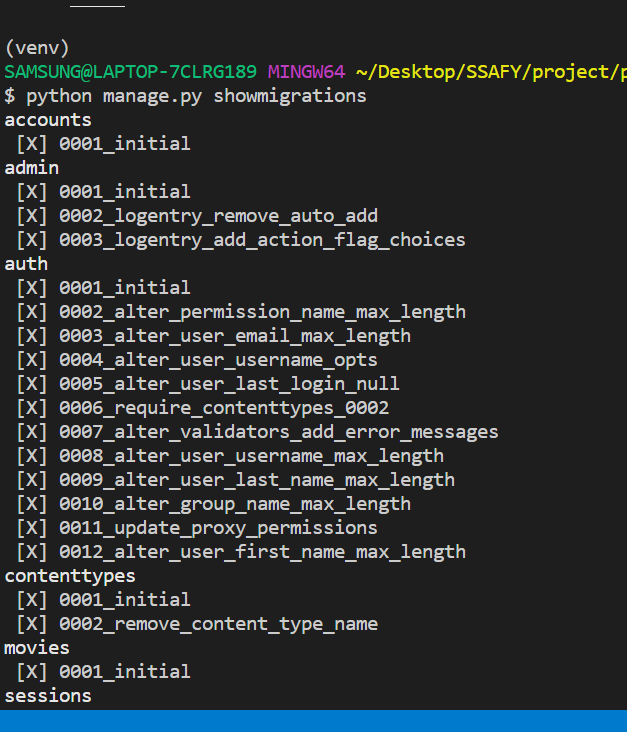 (venv)
SAMSUNG@LAPTOP-7CLRG189 MINGW64 ~/Desktop/SSAFY/project/p
$ python manage.py showmigrations
accounts
 [X] 0001_initial
admin
 [X] 0001_initial
 [X] 0002_logentry_remove_auto_add
 [X] 0003_logentry_add_action_flag_choices
auth
 [X] 0001_initial
 [X] 0002_alter_permission_name_max_length
 [X] 0003_alter_user_email_max_length
 [X] 0004_alter_user_username_opts
 [X] 0005_alter_user_last_login_null
 [X] 0006_require_contenttypes_0002
 [X] 0007_alter_validators_add_error_messages
 [X] 0008_alter_user_username_max_length
 [X] 0009_alter_user_last_name_max_length
 [X] 0010_alter_group_name_max_length
 [X] 0011_update_proxy_permissions
 [X] 0012_alter_user_first_name_max_length
contenttypes
 [X] 0001_initial
 [X] 0002_remove_content_type_name
movies
 [X] 0001_initial
sessions